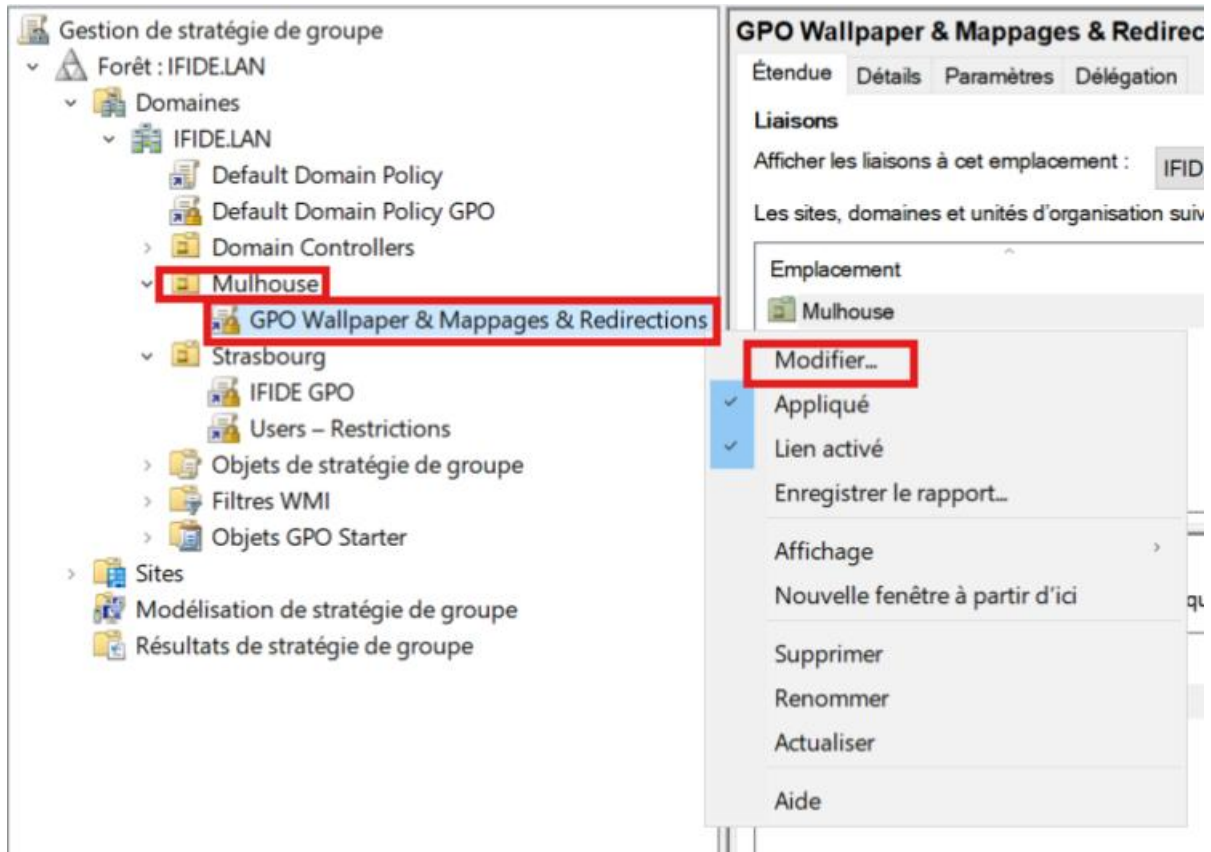 Gestion de stratégie de groupe
Forêt : IFIDE.LAN
Domaines
IFIDE.LAN
Default Domain Policy
Default Domain Policy GPO
Domain Controllers
Mulhouse
GPO Wallpaper & Mappages & Redirections
Strasbourg
IFIDE GPO
Users – Restrictions
Objets de stratégie de groupe
Filtres WMI
Objets GPO Starter
Sites
Modélisation de stratégie de groupe
Résultats de stratégie de groupe
GPO Wallpaper & Mappages & Redirec
Étendue Détails Paramètres Délégation
Liaisons
Afficher les liaisons à cet emplacement : IFID
Les sites, domaines et unités d'organisation suiv
Emplacement
Mulhouse
Modifier...
Appliqué
Lien activé
Enregistrer le rapport...
Affichage
Nouvelle fenêtre à partir d'ici
Supprimer
Renommer
Actualiser
Aide